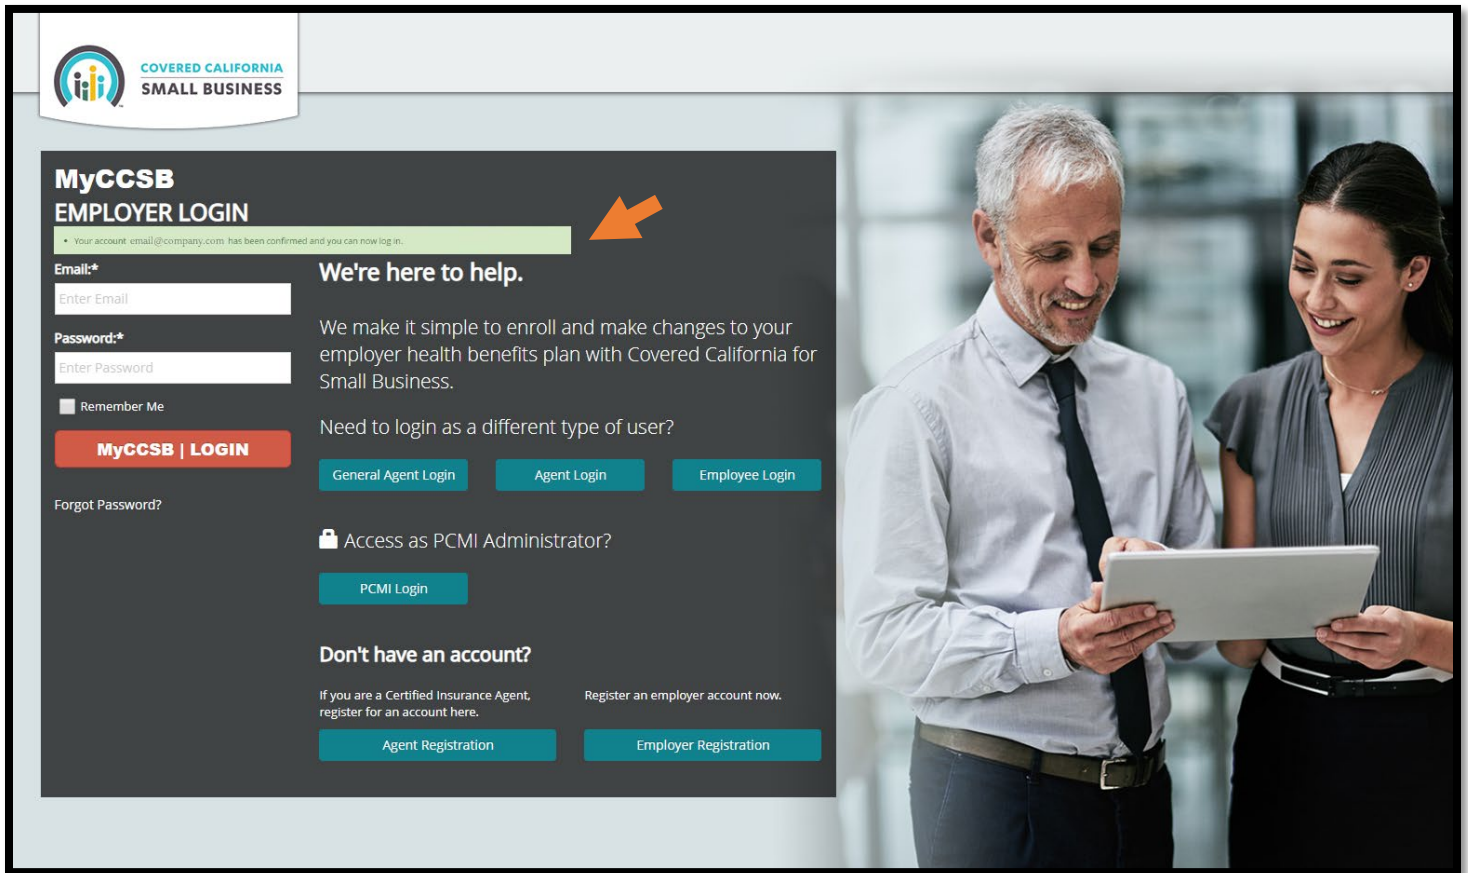 COVERED CALIFORNIA
SMALL BUSINESS
MyCCSB
EMPLOYER LOGIN
• Your account email@company.com has been confirmed and you can now log in.
Email:*
Enter Email
Password:*
Enter Password
Remember Me
MyCCSB | LOGIN
Forgot Password?
We're here to help.
We make it simple to enroll and make changes to your
employer health benefits plan with Covered California for
Small Business.
Need to login as a different type of user?
General Agent Login
Agent Login
Employee Login
Access as PCMI Administrator?
PCMI Login
Don't have an account?
If you are a Certified Insurance Agent,
register for an account here.
Agent Registration
Register an employer account now.
Employer Registration